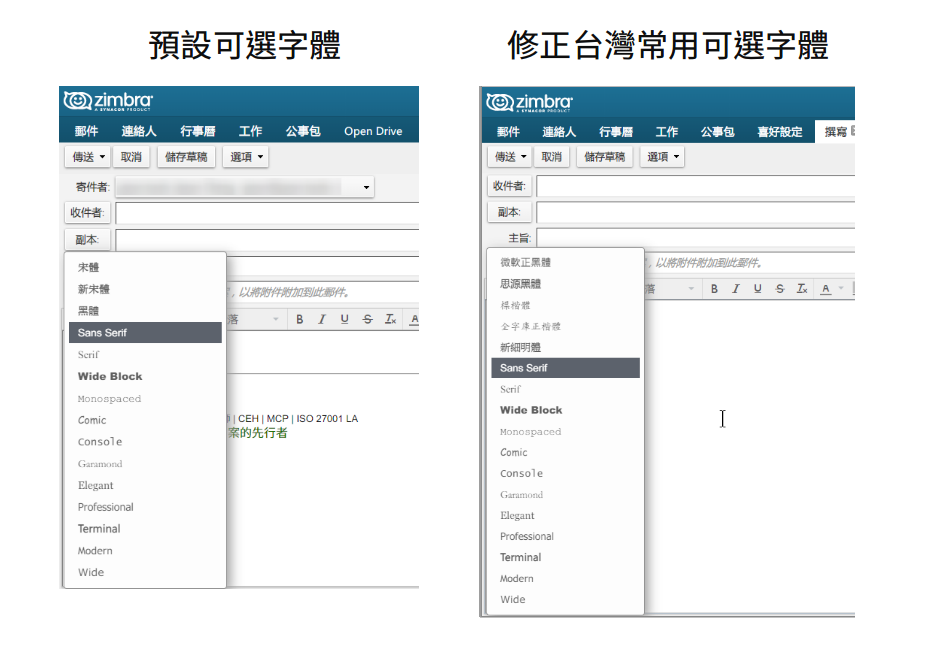 預設可選字體
修正台灣常用可選字體
zimbra
A SYNACOR PRODUCT
郵件 連絡人 行事曆 工作 公事包 Open Drive
傳送 取消 儲存草稿 選項
寄件者:
收件者:
副本:
，以將附件附加到此郵件。
落 B I U S Ix A
宋體
新宋體
黑體
Sans Serif
Serif
Wide Block
Monospaced
Comic
Console
Garamond
Elegant
Professional
Terminal
Modern
Wide
| CEH | MCP | ISO 27001 LA
案的先行者
zimbra
A SYNACOR PRODUCT
郵件 連絡人 行事曆 工作 公事包 喜好設定 撰寫
傳送 取消 儲存草稿 選項
收件者:
副本:
主旨:
，以將附件附加到此郵件。
落 B I U S Ix A
微軟正黑體
思源黑體
標楷體
全字庫正楷體
新細明體
Sans Serif
Serif
Wide Block
Monospaced
Comic
Console
Garamond
Elegant
Professional
Terminal
Modern
Wide